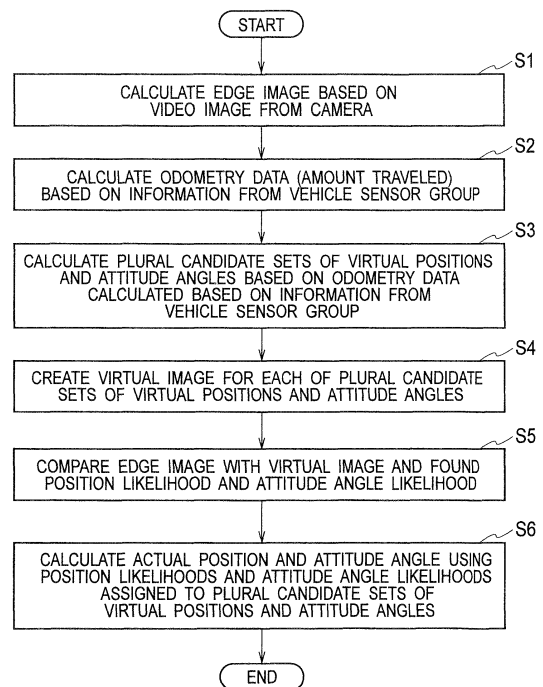 START
S1
CALCULATE EDGE IMAGE BASED ON
VIDEO IMAGE FROM CAMERA
S2
CALCULATE ODOMETRY DATA (AMOUNT TRAVELED)
BASED ON INFORMATION FROM VEHICLE SENSOR GROUP
S3
CALCULATE PLURAL CANDIDATE SETS OF VIRTUAL POSITIONS
AND ATTITUDE ANGLES BASED ON ODOMETRY DATA
CALCULATED BASED ON INFORMATION FROM
VEHICLE SENSOR GROUP
S4
CREATE VIRTUAL IMAGE FOR EACH OF PLURAL CANDIDATE
SETS OF VIRTUAL POSITIONS AND ATTITUDE ANGLES
S5
COMPARE EDGE IMAGE WITH VIRTUAL IMAGE AND FOUND
POSITION LIKELIHOOD AND ATTITUDE ANGLE LIKELIHOOD
S6
CALCULATE ACTUAL POSITION AND ATTITUDE ANGLE USING
POSITION LIKELIHOODS AND ATTITUDE ANGLE LIKELIHOODS
ASSIGNED TO PLURAL CANDIDATE SETS OF
VIRTUAL POSITIONS AND ATTITUDE ANGLES
END